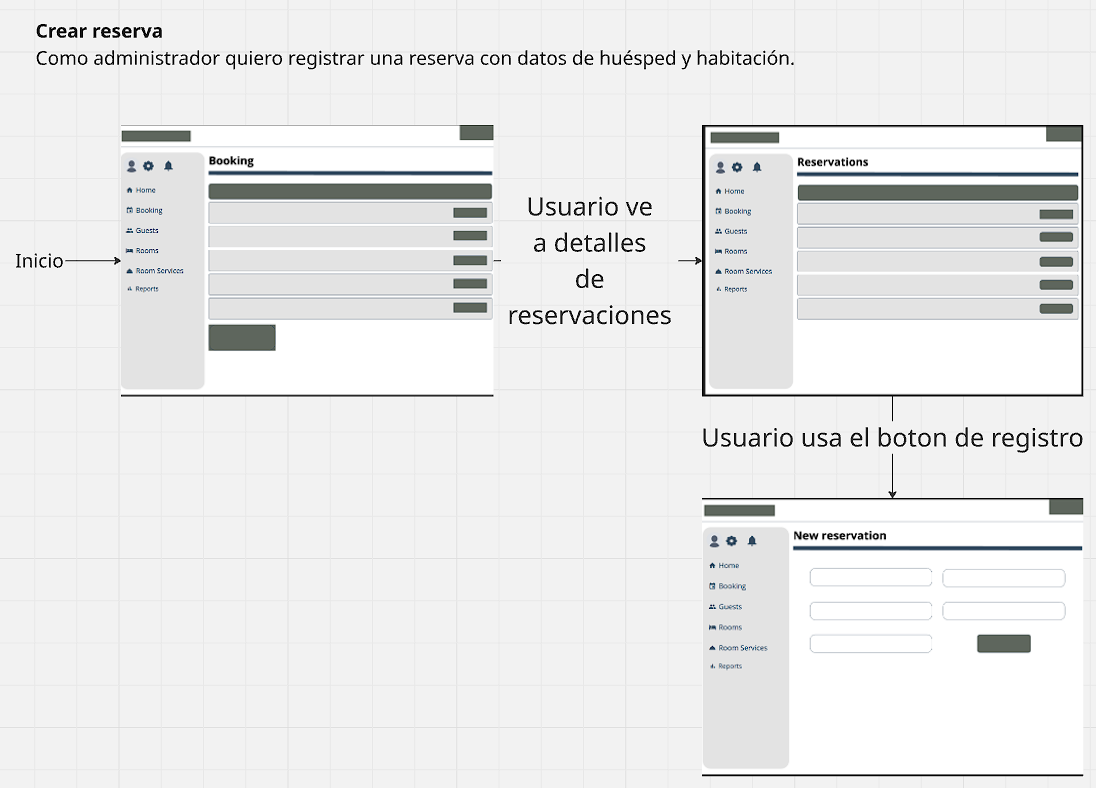 Crear reserva
Como administrador quiero registrar una reserva con datos de huésped y habitación.
Inicio
Booking
Home
Booking
Guests
Rooms
Room Services
Reports
Usuario ve
a detalles
de
reservaciones
Reservations
Home
Booking
Guests
Rooms
Room Services
Reports
Usuario usa el boton de registro
New reservation
Home
Booking
Guests
Rooms
Room Services
Reports